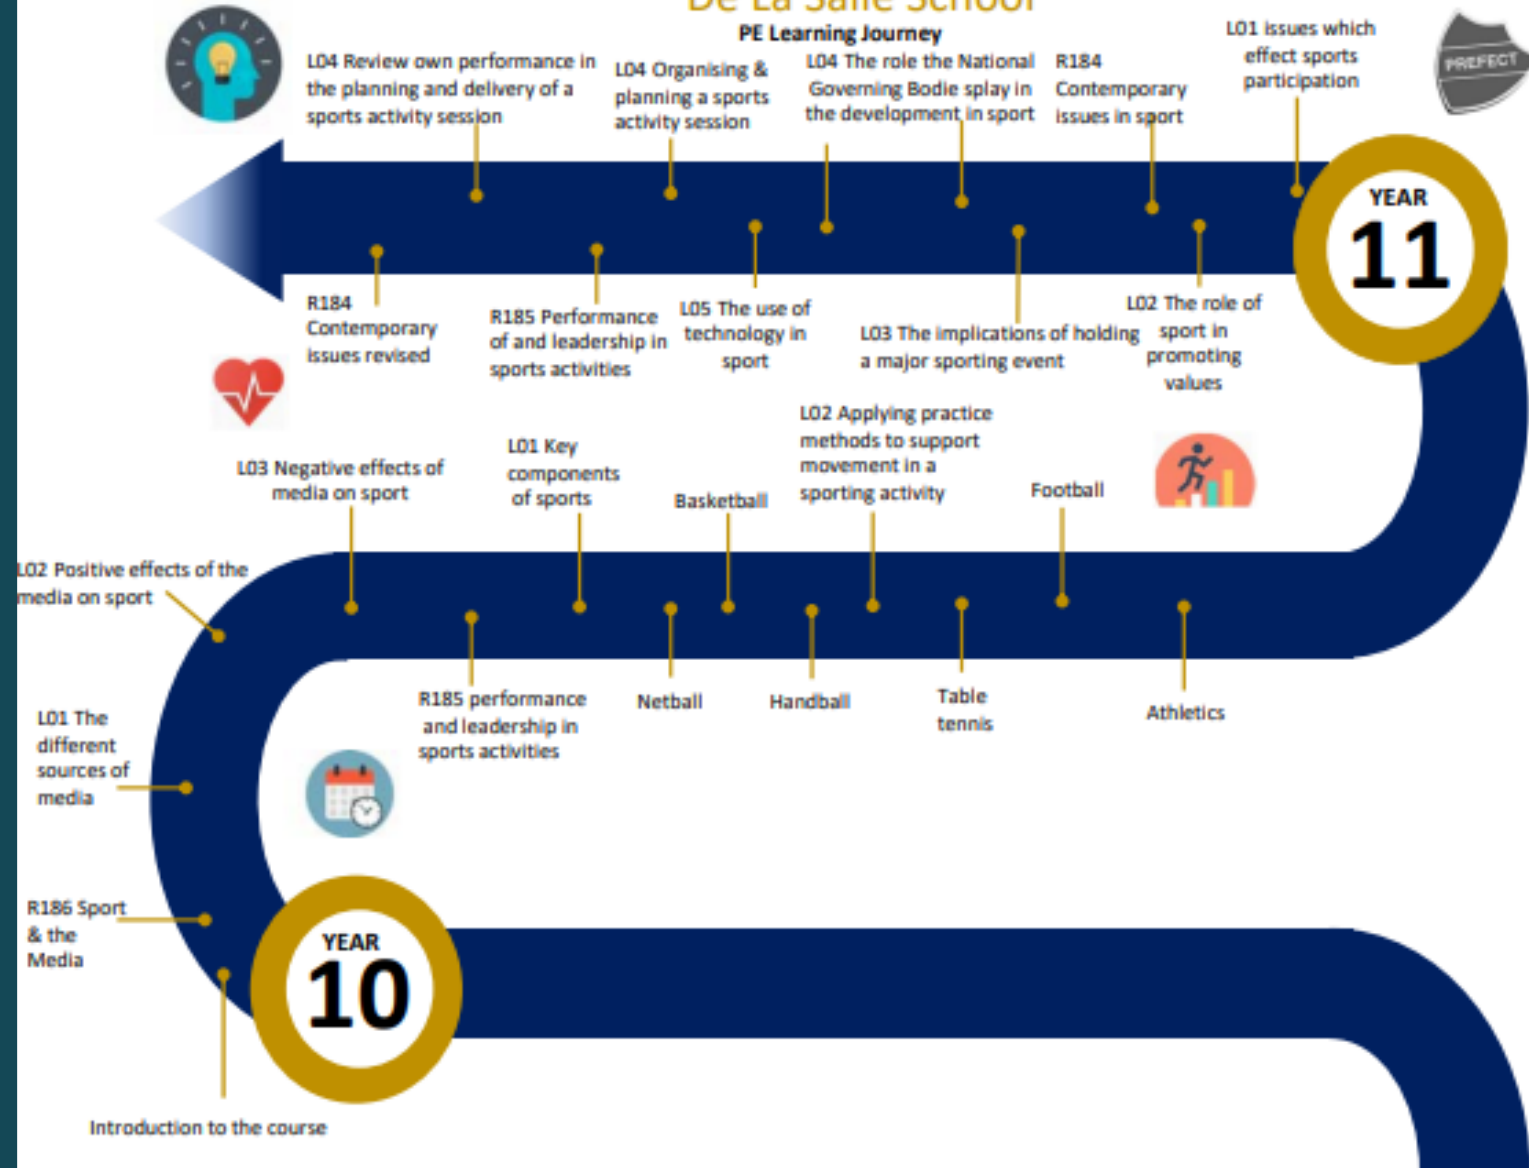 De La Salle School
PE Learning Journey
L01 Issues which
effect sports
participation
PREFECT
L04 Review own performance in
the planning and delivery of a
sports activity session
L04 Organising &
planning a sports
activity session
L04 The role the National
Governing Bodie splay in
the development in sport
R184
Contemporary
issues in sport
YEAR
11
R184
Contemporary
issues revised
R185 Performance
of and leadership in
sports activities
L05 The use of
technology in
sport
L03 The implications of holding
a major sporting event
L02 The role of
sport in
promoting
values
L03 Negative effects of
media on sport
L01 Key
components
of sports
Basketball
L02 Applying practice
methods to support
movement in a
sporting activity
Football
L02 Positive effects of the
media on sport
R185 performance
and leadership in
sports activities
Netball
Handball
Table
tennis
Athletics
L01 The
different
sources of
media
R186 Sport
& the
Media
YEAR
10
Introduction to the course